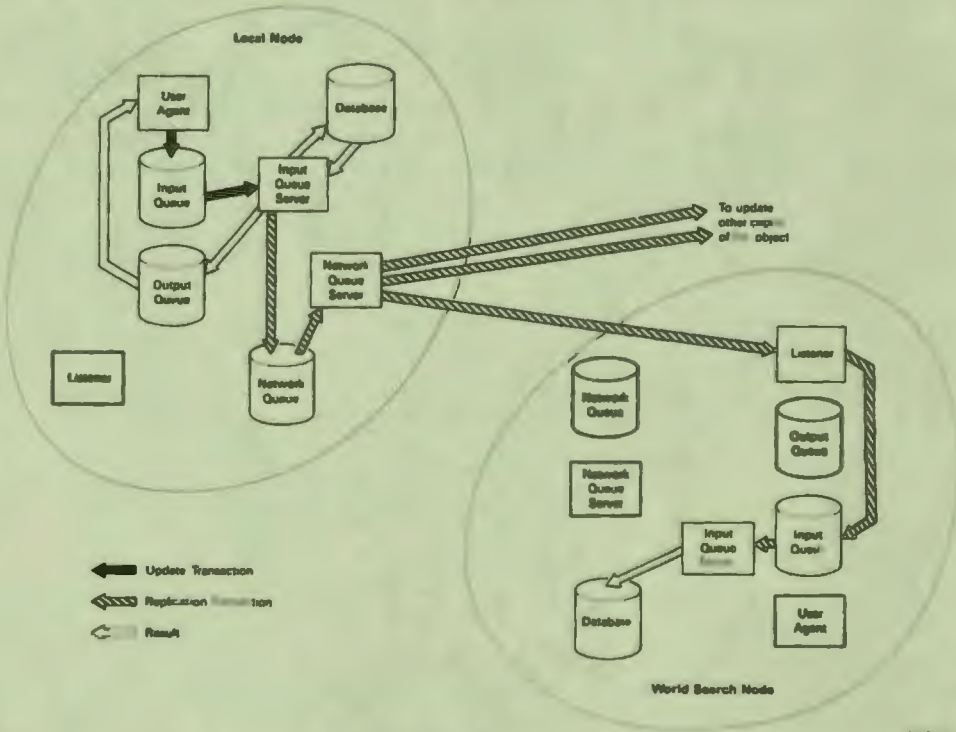 Local Node
User
Agent
Database
Input
Queue
Input
Queue
Server
Output
Queue
Network
Queue
Server
To update
other copies
of object
Listener
Network
Queue
Listener
Network
Queue
Output
Queue
Network
Queue
Server
Input
Queue
Input
Queue
Database
User
Agent
Update Transaction
Replication
Result
World Search Node